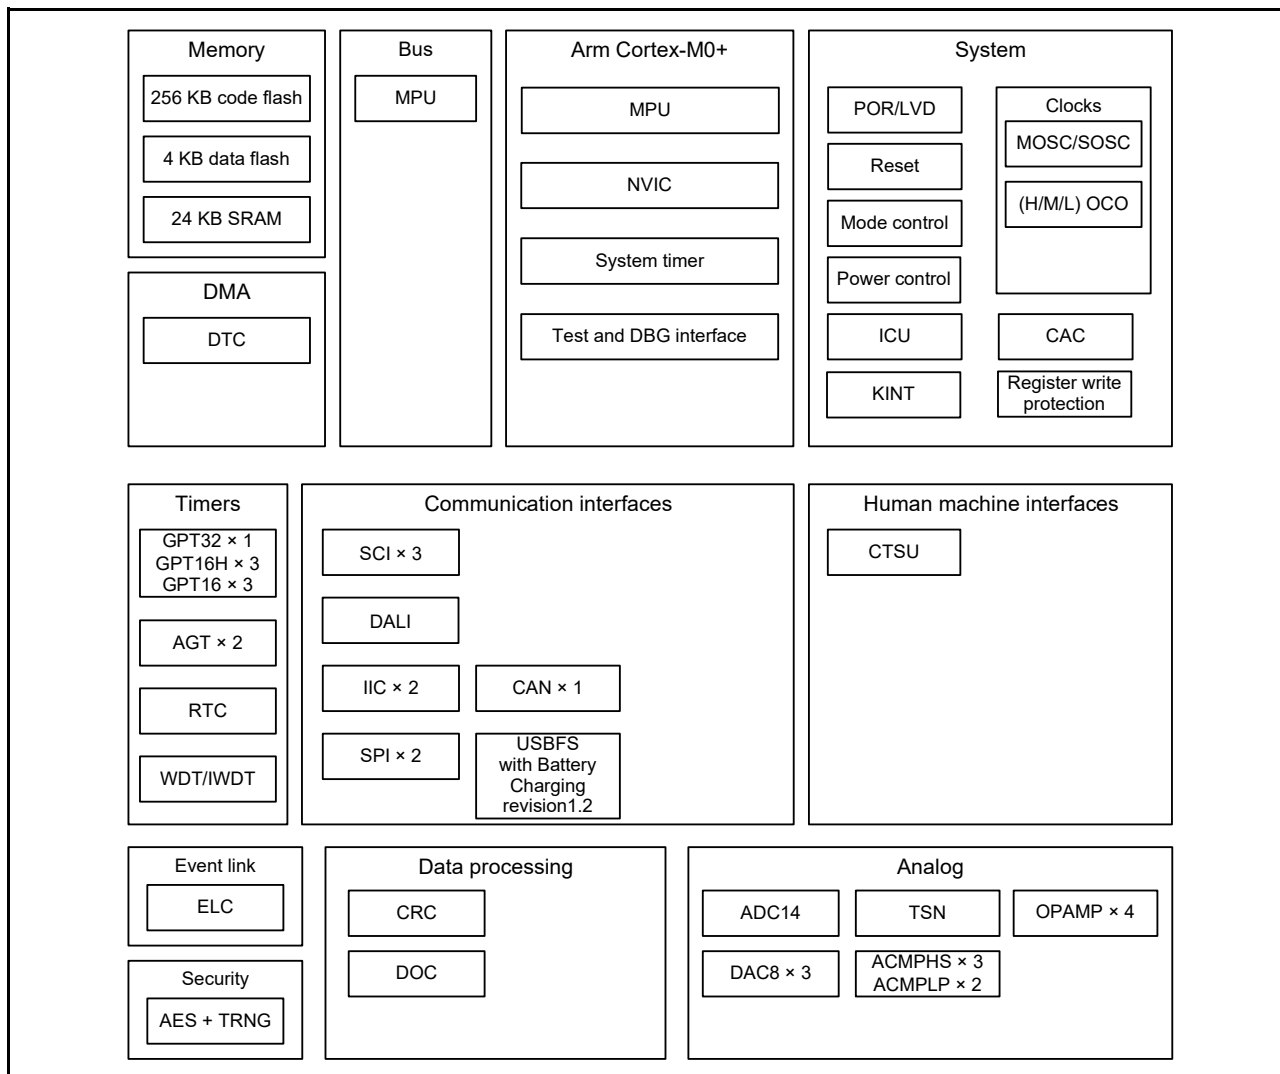 Memory
256 KB code flash
4 KB data flash
24 KB SRAM
DMA
DTC
Bus
MPU
Arm Cortex-M0+
MPU
NVIC
System timer
Test and DBG interface
System
POR/LVD
Reset
Mode control
Power control
ICU
KINT
Clocks
MOSC/SOSC
(H/M/L) OCO
CAC
Register write
protection
Timers
GPT32 × 1
GPT16H × 3
GPT16 × 3
AGT × 2
RTC
WDT/IWDT
Communication interfaces
SCI × 3
DALI
IIC × 2
SPI × 2
CAN × 1
USBFS
with Battery
Charging
revision1.2
Human machine interfaces
CTSU
Event link
ELC
Security
AES + TRNG
Data processing
CRC
DOC
Analog
ADC14
TSN
OPAMP × 4
DAC8 × 3
ACMPHS × 3
ACMPLP × 2